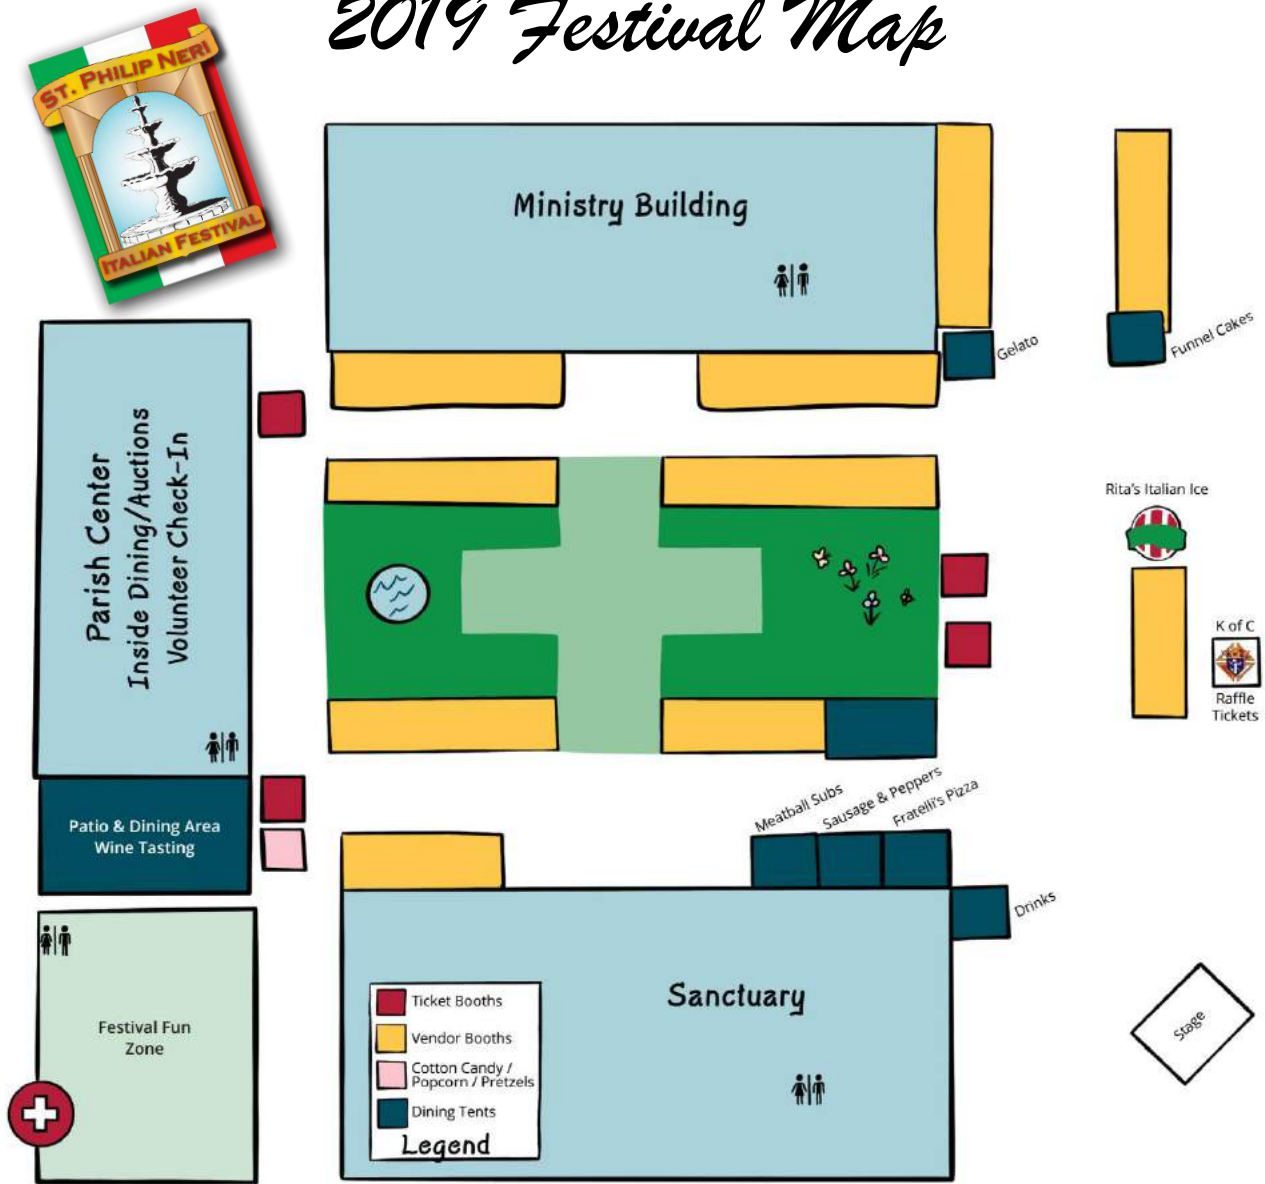 2019 Festival Map
ST. PHILIP NERI
ITALIAN FESTIVAL
Ministry Building
Gelato
Funnel Cakes
Parish Center
Inside Dining/Auctions
Volunteer Check-In
Rita's Italian Ice
K of C
Raffle
Tickets
Patio & Dining Area
Wine Tasting
Meatball Subs
Sausage & Peppers
Fratelli's Pizza
Drinks
Festival Fun
Zone
Sanctuary
Stage
Ticket Booths
Vendor Booths
Cotton Candy /
Popcorn / Pretzels
Dining Tents
Legend